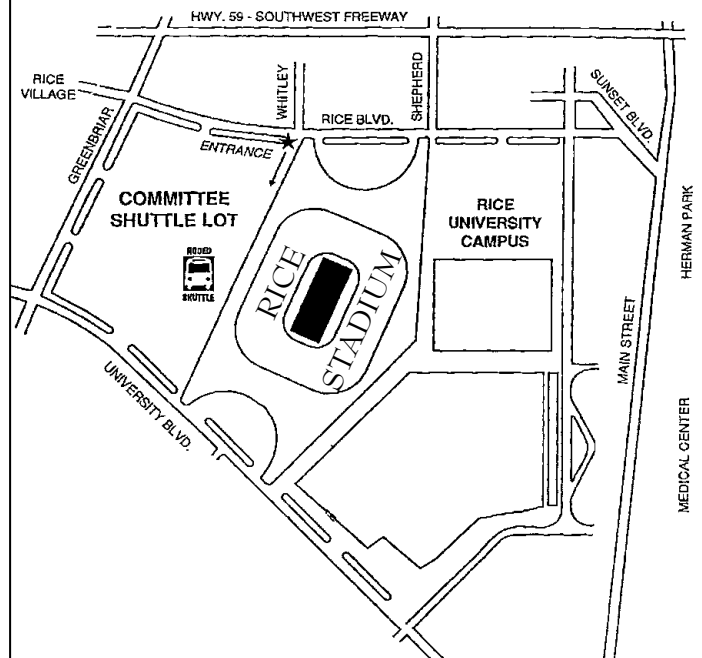 HWY. 59 - SOUTHWEST FREEWAY
RICE
VILLAGE
GREENBRIAR
WHITLEY
SHEPHERD
SUNSET BLVD.
RICE BLVD.
ENTRANCE
COMMITTEE
SHUTTLE LOT
RODEO
SHUTTLE
RICE
STADIUM
RICE
UNIVERSITY
CAMPUS
HERMAN PARK
MAIN STREET
UNIVERSITY BLVD.
MEDICAL CENTER